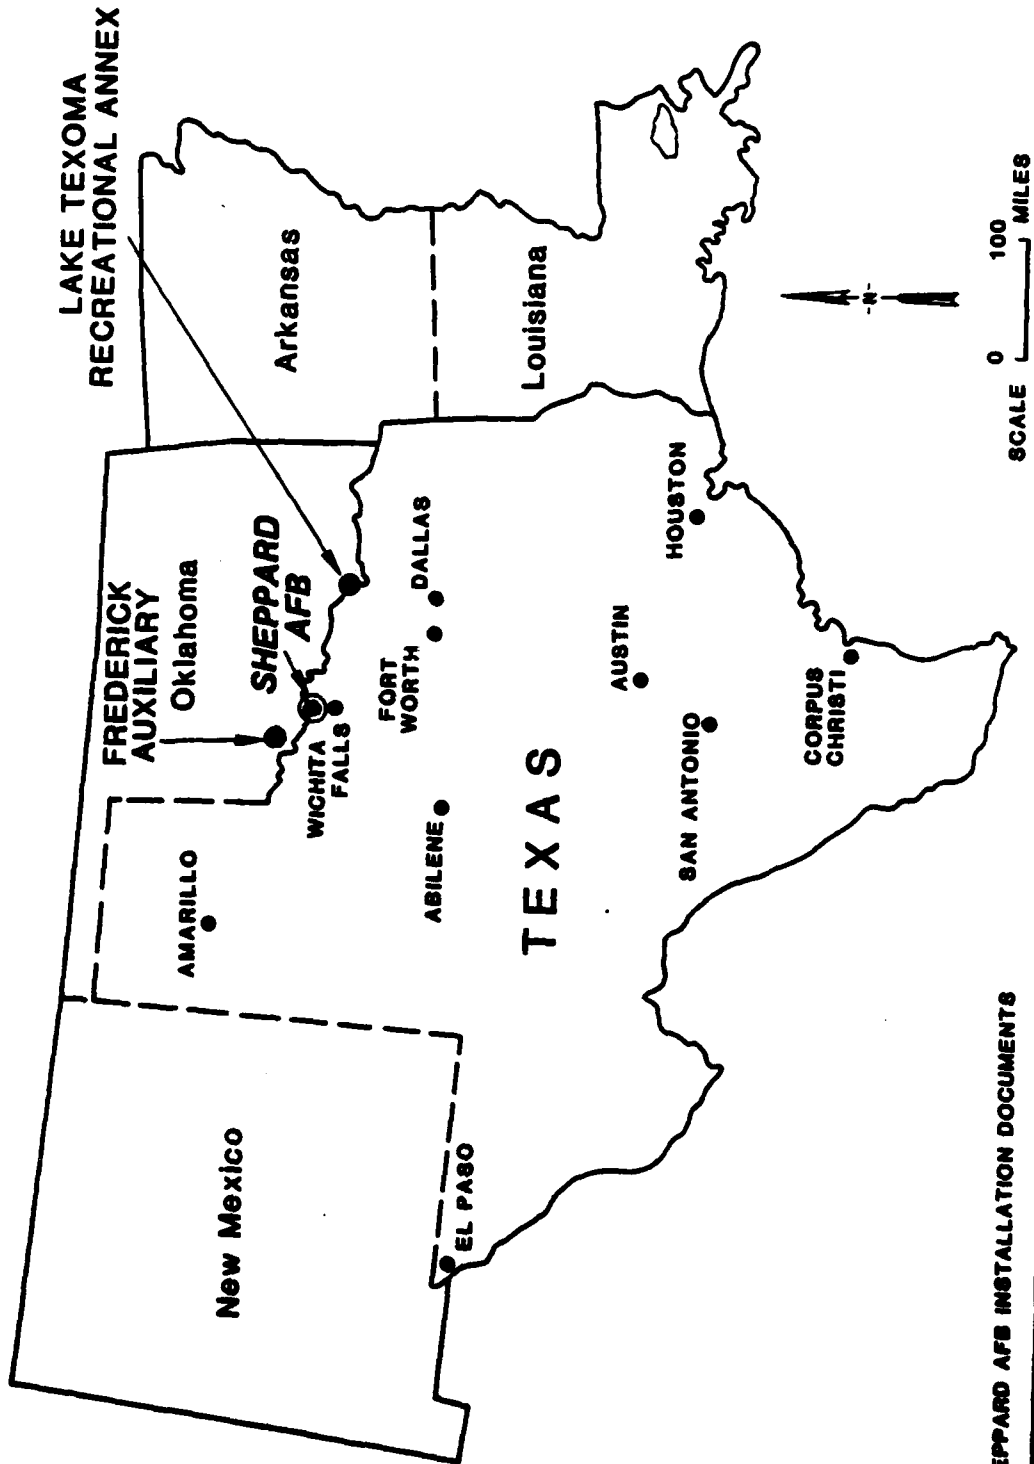 LAKE TEXOMA
RECREATIONAL ANNEX
FREDERICK
AUXILIARY
Oklahoma
SHEPPARD
AFB
Arkansas
New Mexico
AMARILLO
WICHITA
FALLS
FORT
WORTH
DALLAS
ABILENE
EL PASO
TEXAS
Louisiana
AUSTIN
HOUSTON
SAN ANTONIO
CORPUS
CHRISTI
-N-
0 100
SCALE MILES
EPPARD AFB INSTALLATION DOCUMENTS